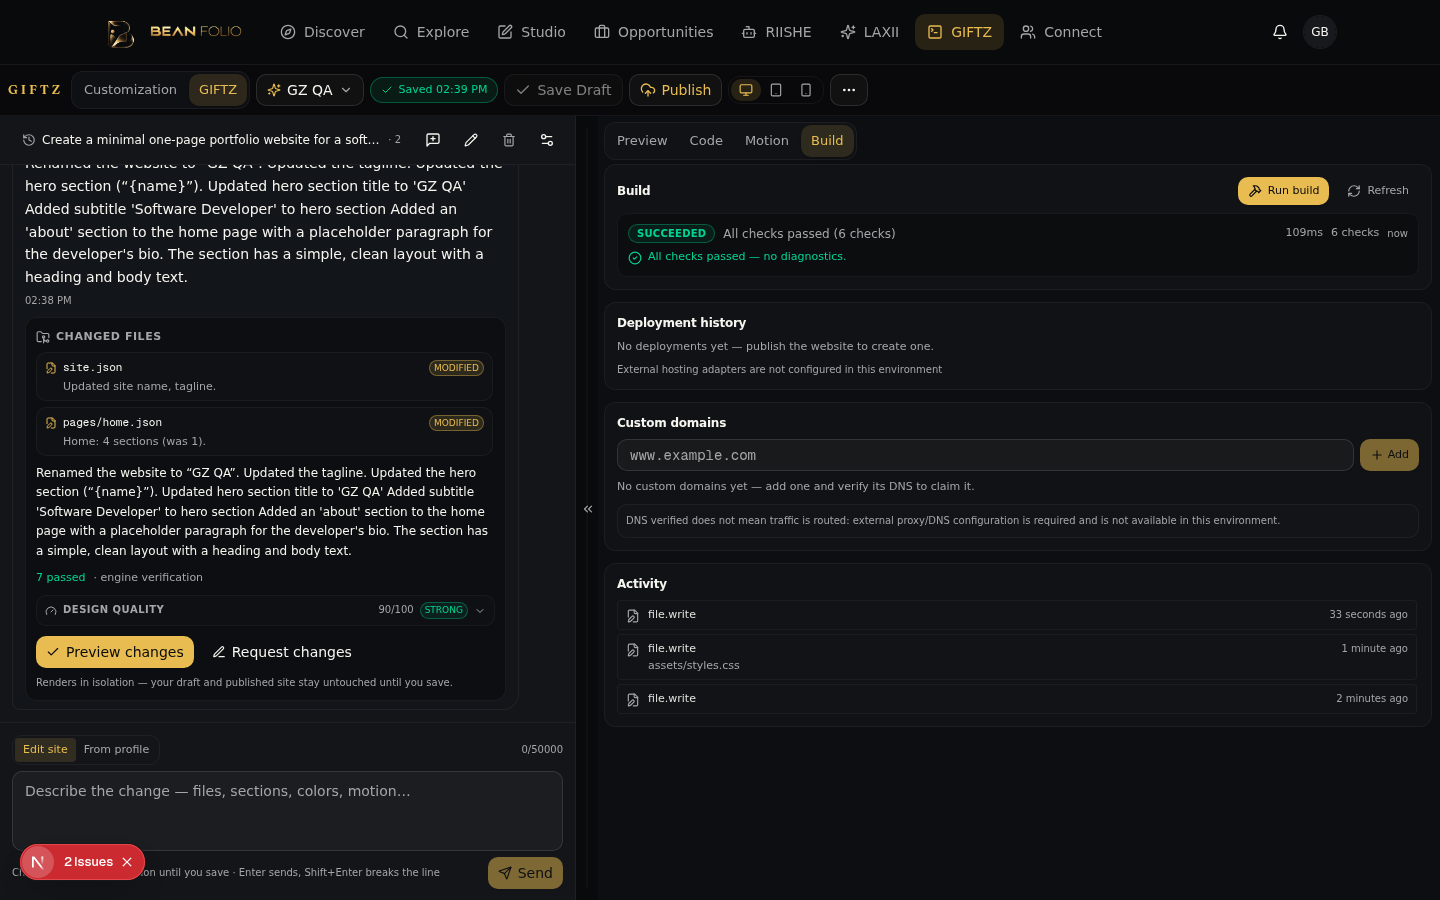 BEAN FOLIO
Discover
Explore
Studio
Opportunities
RIISHE
LAXII
GIFTZ
Connect
GB
GIFTZ
Customization
GIFTZ
GZ QA
Saved 02:39 PM
Save Draft
Publish
Create a minimal one-page portfolio website for a soft...
· 2
Renamed the website to “GZ QA”. Updated the tagline. Updated the
hero section (“{name}”). Updated hero section title to 'GZ QA'
Added subtitle 'Software Developer' to hero section Added an
'about' section to the home page with a placeholder paragraph for
the developer's bio. The section has a simple, clean layout with a
heading and body text.
02:38 PM
CHANGED FILES
site.json
MODIFIED
Updated site name, tagline.
pages/home.json
MODIFIED
Home: 4 sections (was 1).
Renamed the website to “GZ QA”. Updated the tagline. Updated the hero
section (“{name}”). Updated hero section title to 'GZ QA' Added subtitle
'Software Developer' to hero section Added an 'about' section to the home
page with a placeholder paragraph for the developer's bio. The section has
a simple, clean layout with a heading and body text.
7 passed · engine verification
DESIGN QUALITY
90/100
STRONG
Preview changes
Request changes
Renders in isolation — your draft and published site stay untouched until you save.
Edit site
From profile
0/50000
Describe the change — files, sections, colors, motion…
N
2 Issues
on until you save · Enter sends, Shift+Enter breaks the line
Send
Preview
Code
Motion
Build
Build
Run build
Refresh
SUCCEEDED
All checks passed (6 checks)
109ms
6 checks
now
All checks passed — no diagnostics.
Deployment history
No deployments yet — publish the website to create one.
External hosting adapters are not configured in this environment
Custom domains
www.example.com
Add
No custom domains yet — add one and verify its DNS to claim it.
DNS verified does not mean traffic is routed: external proxy/DNS configuration is required and is not available in this environment.
Activity
file.write
33 seconds ago
file.write
1 minute ago
assets/styles.css
file.write
2 minutes ago